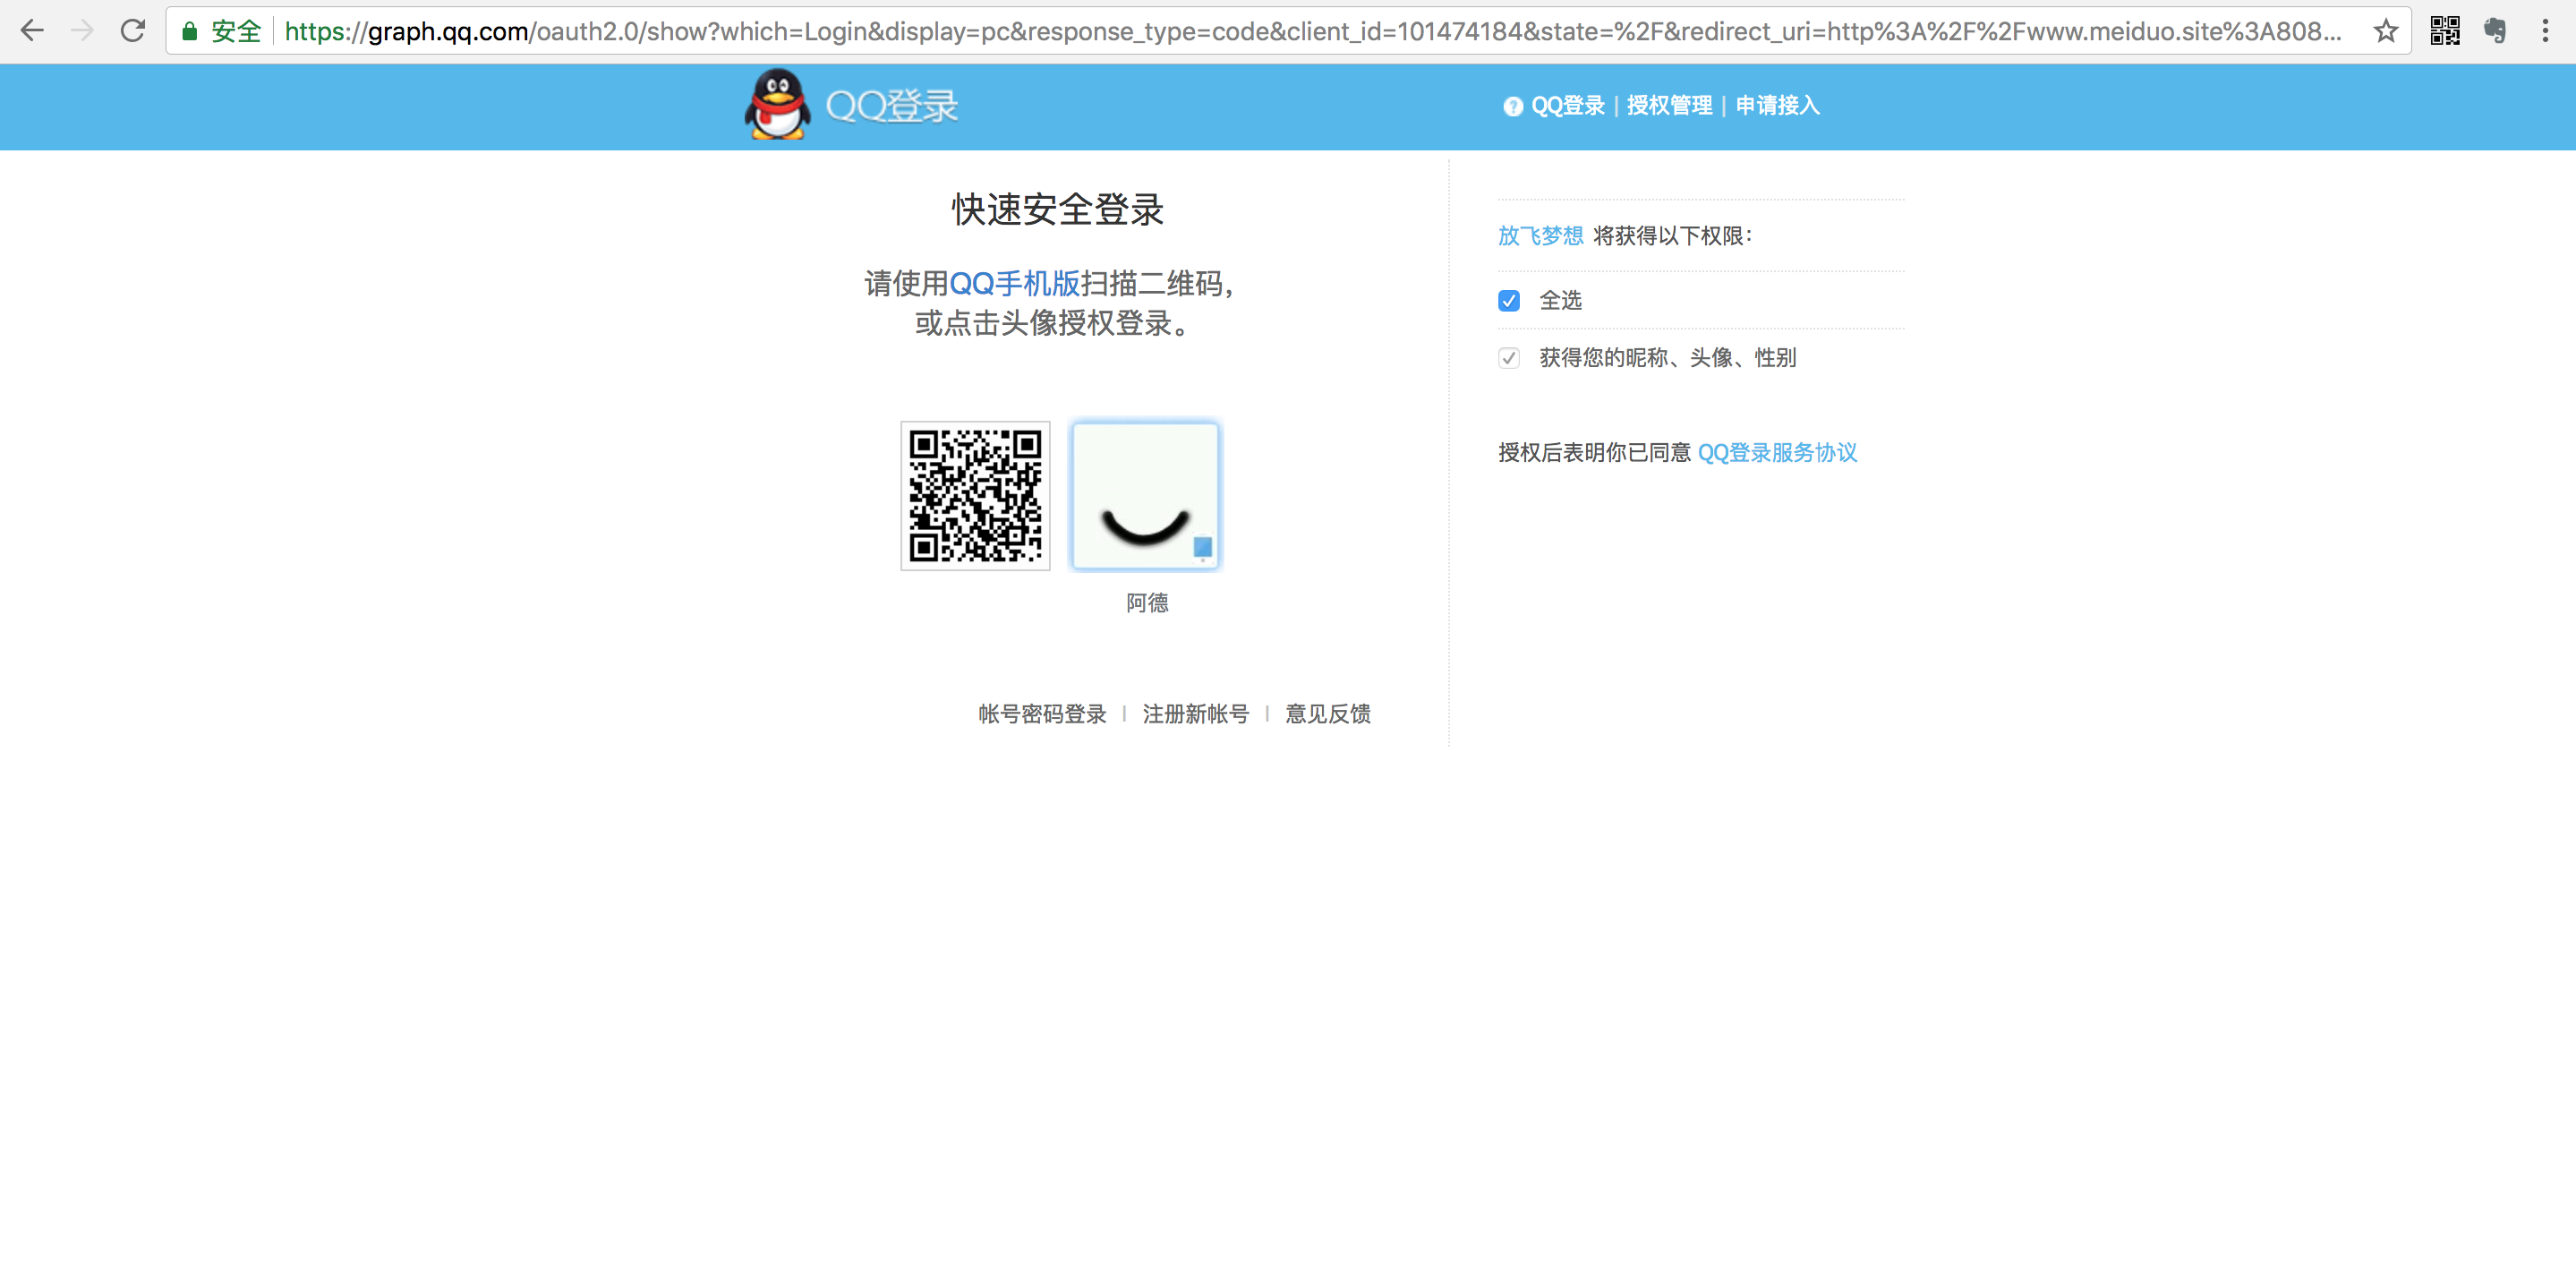 安全 https://graph.qq.com/oauth2.0/show?which=Login&display=pc&response_type=code&client_id=101474184&state=%2F&redirect_uri=http%3A%2F%2Fwww.meiduo.site%3A808...
QQ登录
QQ登录 | 授权管理 | 申请接入
快速安全登录
请使用QQ手机版扫描二维码,
或点击头像授权登录。
阿德
帐号密码登录 | 注册新帐号 | 意见反馈
放飞梦想 将获得以下权限:
全选
获得您的昵称、头像、性别
授权后表明你已同意 QQ登录服务协议